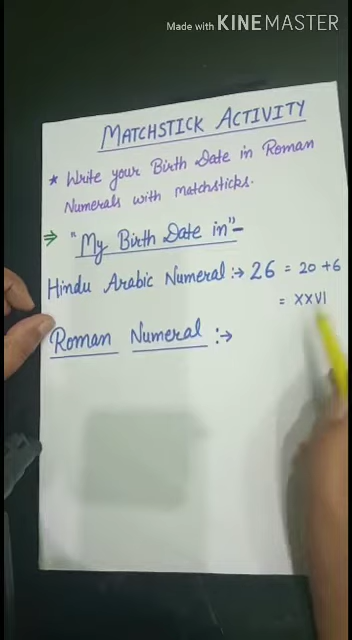 Made with KINEMASTER
MATCHSTICK ACTIVITY
* Write your Birth Date in Roman
Numerals with matchsticks.
⇒ "My Birth Date in"-
Hindu Arabic Numeral :→ 26 = 20 + 6
= XXVI
Roman Numeral :→